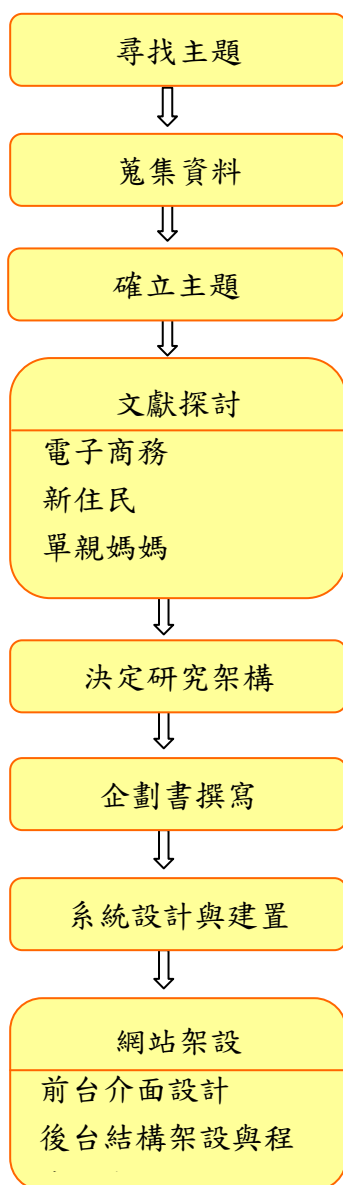 尋找主題
蒐集資料
確立主題
文獻探討
電子商務
新住民
單親媽媽
決定研究架構
企劃書撰寫
系統設計與建置
網站架設
前台介面設計
後台結構架設與程